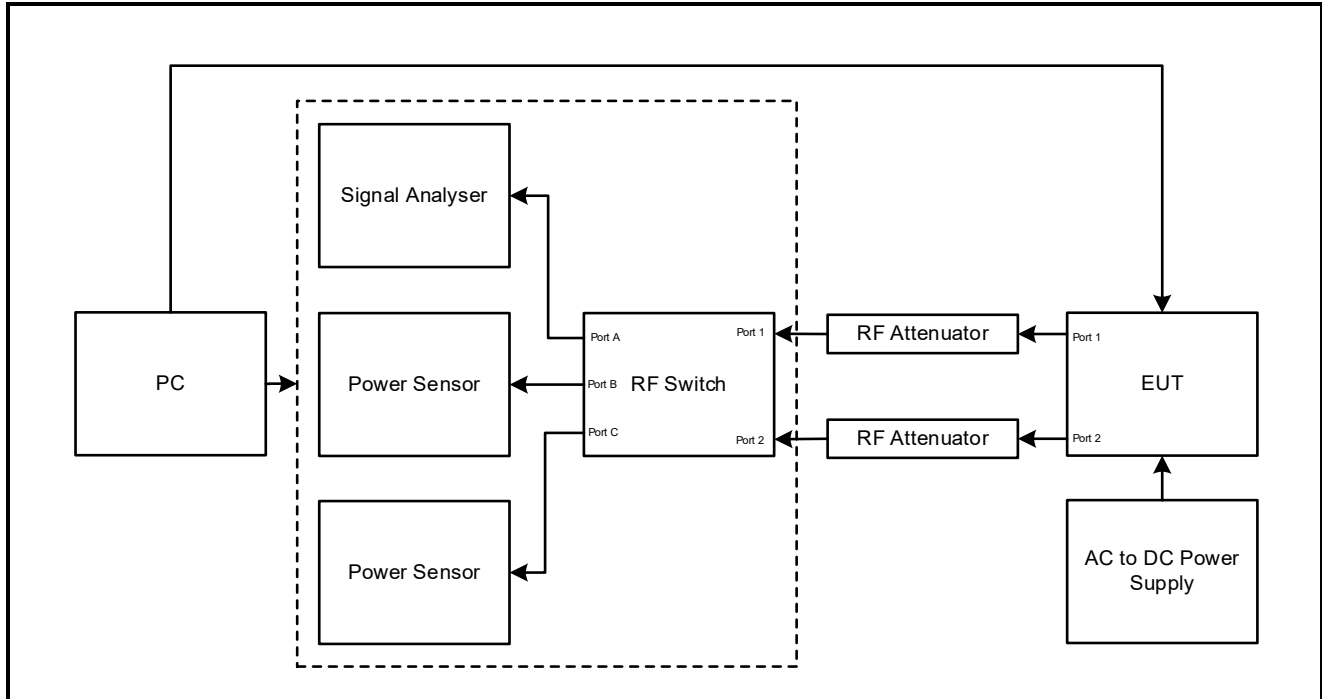 Signal Analyser
PC
Power Sensor
Power Sensor
Port A
Port B
Port C
RF Switch
Port 1
Port 2
RF Attenuator
RF Attenuator
Port 1
Port 2
EUT
AC to DC Power
Supply